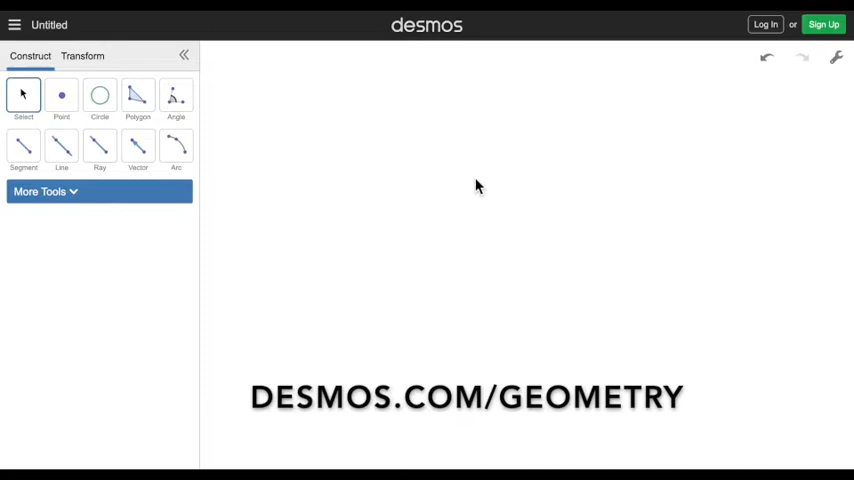 Untitled
desmos
Log In or Sign Up
Construct Transform
Select Point Circle Polygon Angle
Segment Line Ray Vector Arc
More Tools
DESMOS.COM/GEOMETRY